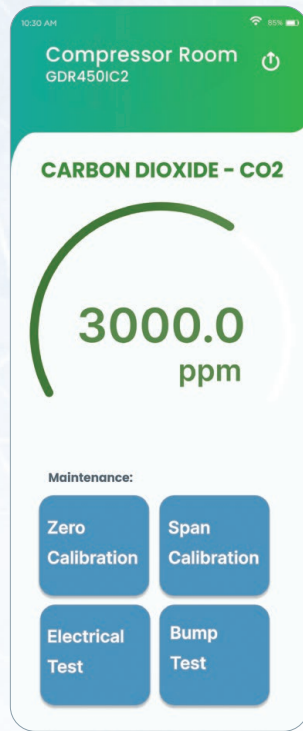 10:30 AM
65%
Compressor Room
GDR450IC2
CARBON DIOXIDE - CO2
3000.0
ppm
Maintenance:
Zero
Calibration
Span
Calibration
Electrical
Test
Bump
Test